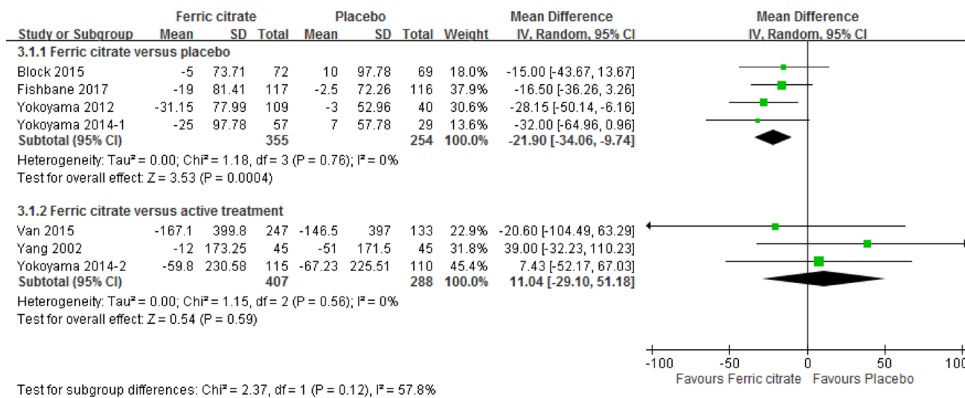 Ferric citrate Placebo Mean Difference Mean Difference
Study or Subgroup Mean SD Total Mean SD Total Weight IV, Random, 95% CI IV, Random, 95% CI
3.1.1 Ferric citrate versus placebo
Block 2015 -5 73.71 72 10 97.78 69 18.0% -15.00 [-43.67, 13.67]
Fishbane 2017 -19 81.41 117 -2.5 72.26 116 37.9% -16.50 [-36.26, 3.26]
Yokoyama 2012 -31.15 77.99 109 -3 52.96 40 30.6% -28.15 [-50.14, -6.16]
Yokoyama 2014-1 -25 97.78 57 7 57.78 29 13.6% -32.00 [-64.96, 0.96]
Subtotal (95% CI) 355 254 100.0% -21.90 [-34.06, -9.74]
Heterogeneity: Tau² = 0.00; Chi² = 1.18, df = 3 (P = 0.76); I² = 0%
Test for overall effect: Z = 3.53 (P = 0.0004)
3.1.2 Ferric citrate versus active treatment
Van 2015 -167.1 399.8 247 -146.5 397 133 22.9% -20.60 [-104.49, 63.29]
Yang 2002 -12 173.25 45 -51 171.5 45 31.8% 39.00 [-32.23, 110.23]
Yokoyama 2014-2 -59.8 230.58 115 -67.23 225.51 110 45.4% 7.43 [-52.17, 67.03]
Subtotal (95% CI) 407 288 100.0% 11.04 [-29.10, 51.18]
Heterogeneity: Tau² = 0.00; Chi² = 1.15, df = 2 (P = 0.56); I² = 0%
Test for overall effect: Z = 0.54 (P = 0.59)
-100 -50 0 50 100
Favours Ferric citrate Favours Placebo
Test for subgroup differences: Chi² = 2.37, df = 1 (P = 0.12), I² = 57.8%